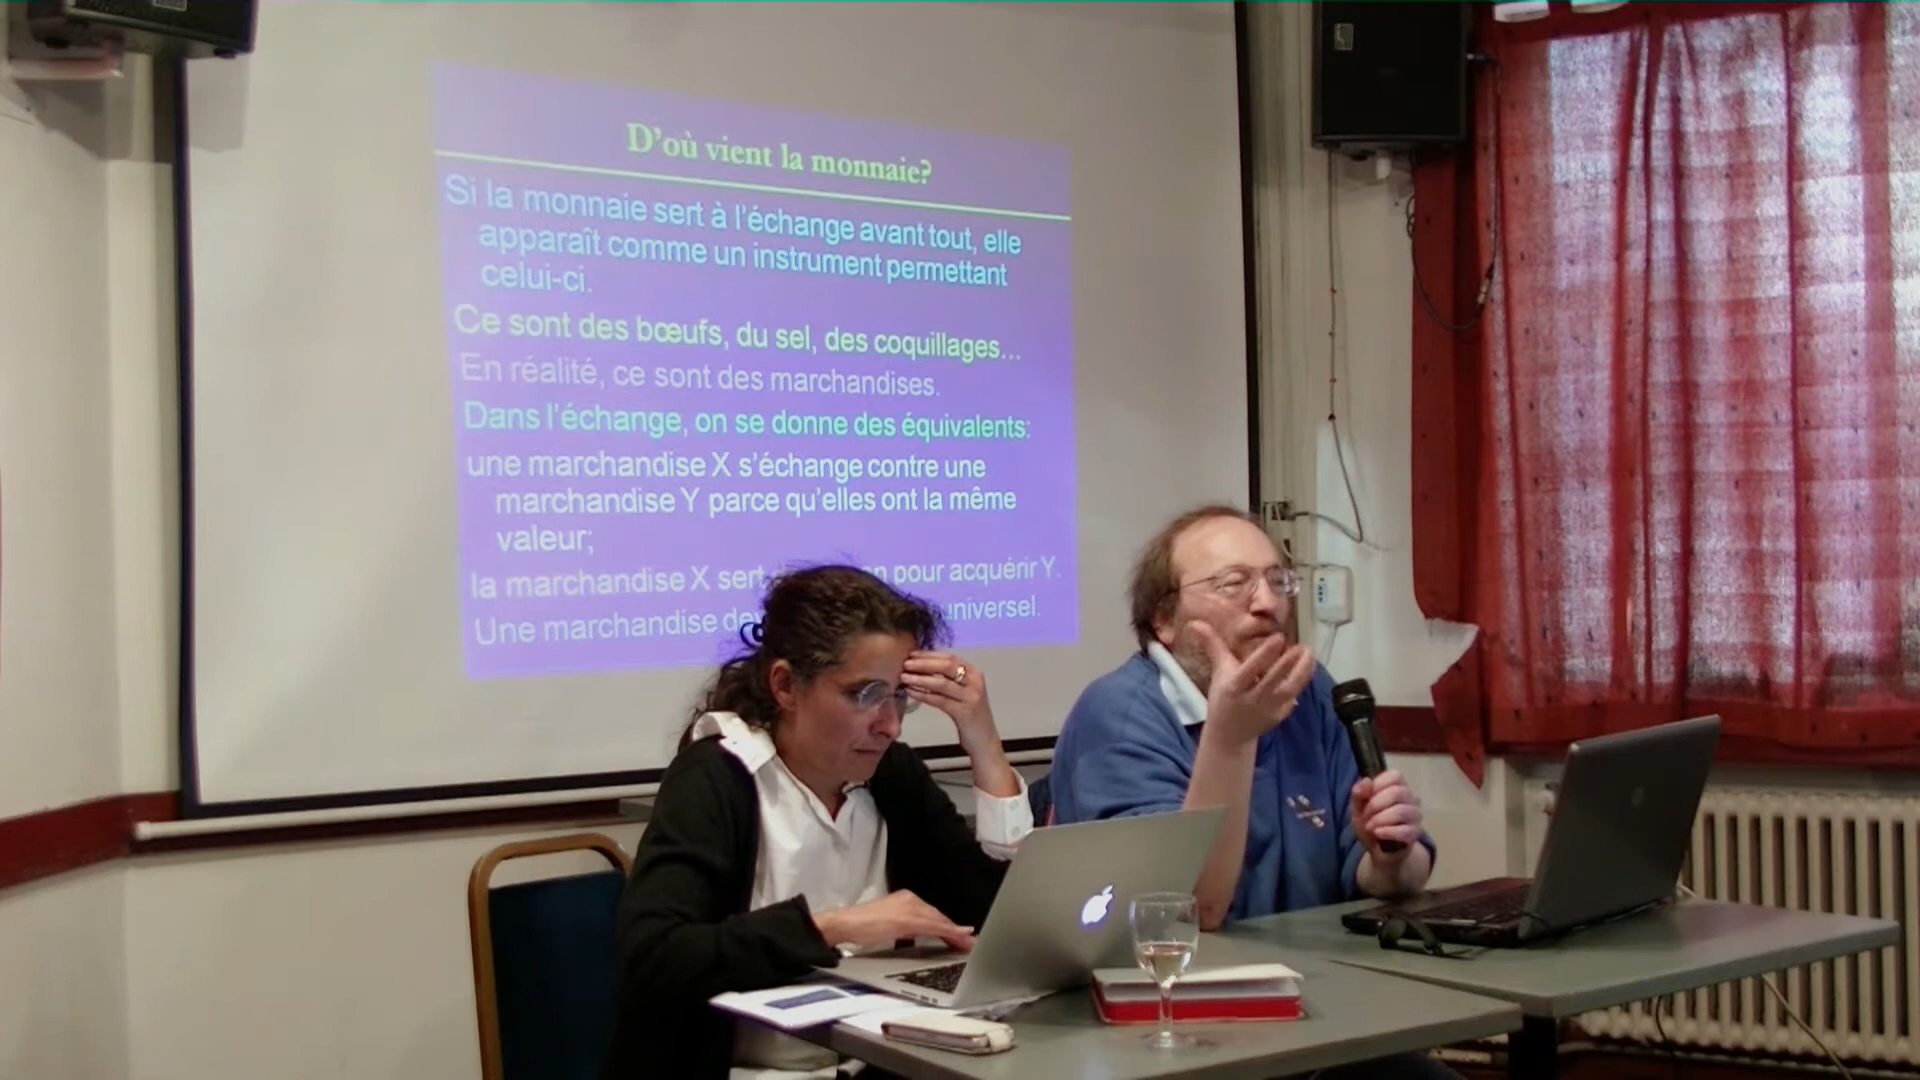 D'où vient la monnaie?
Si la monnaie sert à l'échange avant tout, elle
apparaît comme un instrument permettant
celui-ci.
Ce sont des bœufs, du sel, des coquillages...
En réalité, ce sont des marchandises.
Dans l'échange, on se donne des équivalents:
une marchandise X s'échange contre une
marchandise Y parce qu'elles ont la même
valeur;
la marchandise X sert pour acquérir Y.
Une marchandise universel.